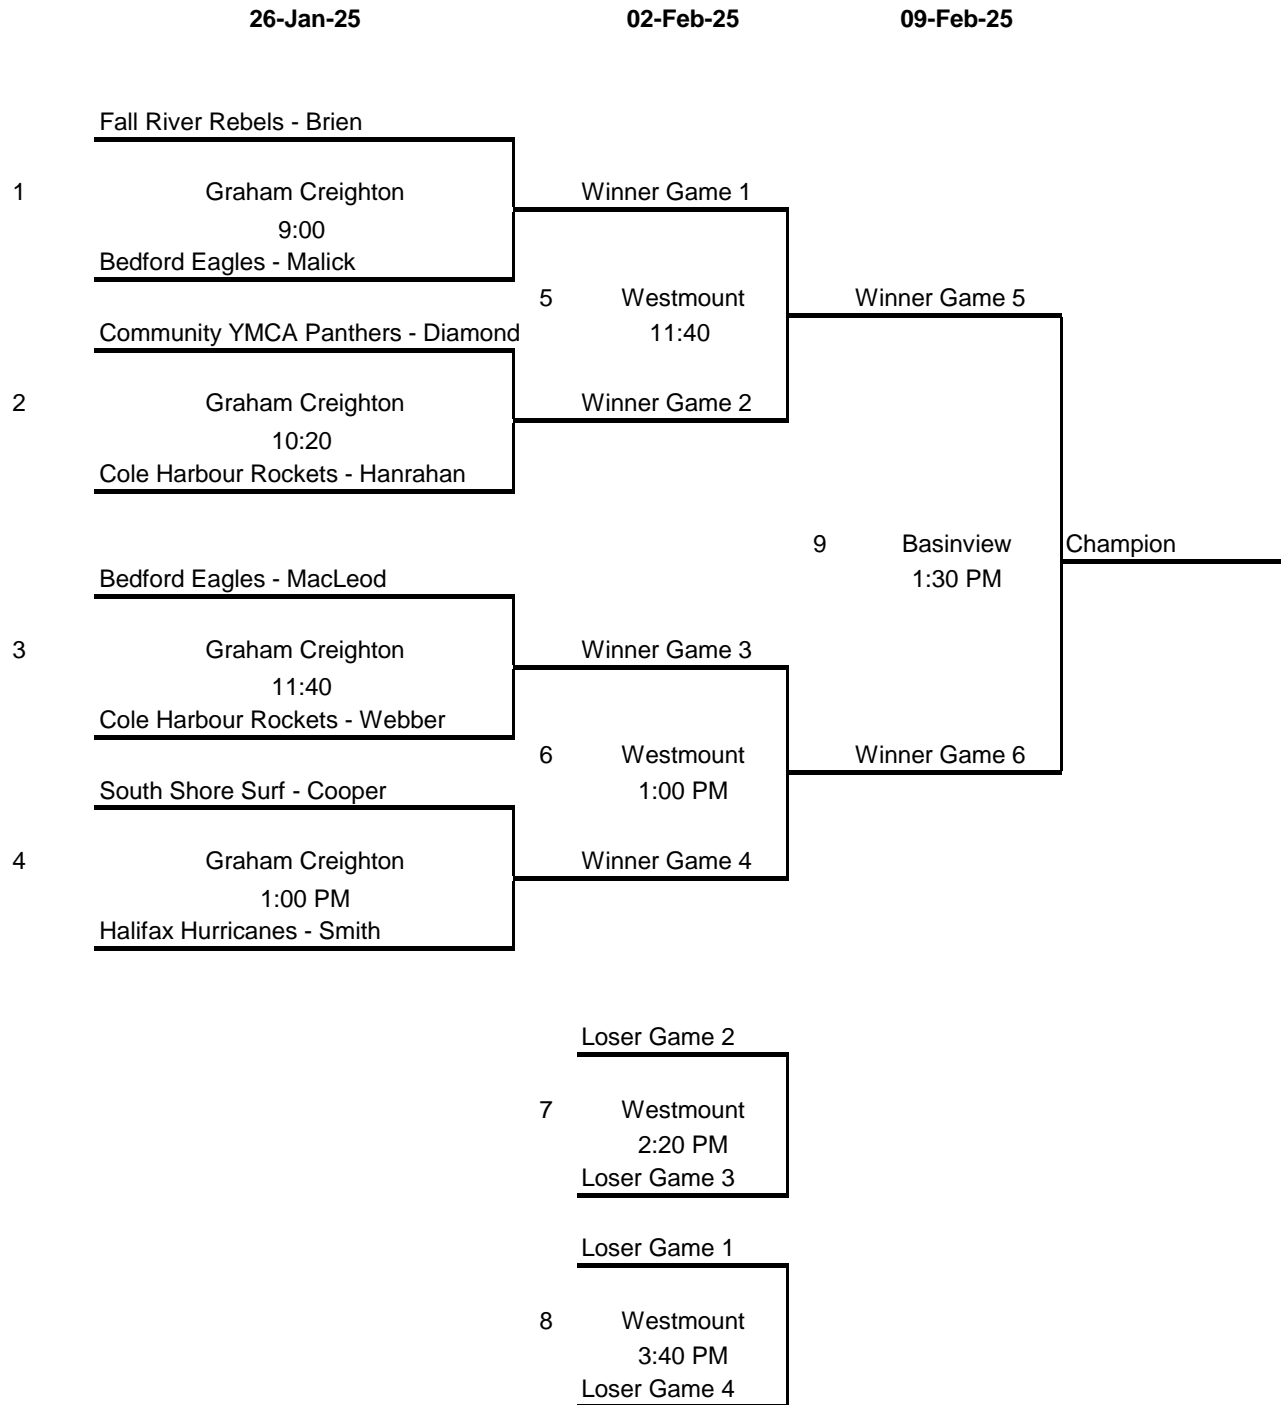 26-Jan-25 02-Feb-25 09-Feb-25
Fall River Rebels - Brien
1 Graham Creighton Winner Game 1
9:00
Bedford Eagles - Malick
5 Westmount Winner Game 5
Community YMCA Panthers - Diamond 11:40
2 Graham Creighton Winner Game 2
10:20
Cole Harbour Rockets - Hanrahan
9 Basinview Champion
Bedford Eagles - MacLeod 1:30 PM
3 Graham Creighton Winner Game 3
11:40
Cole Harbour Rockets - Webber
6 Westmount Winner Game 6
South Shore Surf - Cooper 1:00 PM
4 Graham Creighton Winner Game 4
1:00 PM
Halifax Hurricanes - Smith
Loser Game 2
7 Westmount
2:20 PM
Loser Game 3
Loser Game 1
8 Westmount
3:40 PM
Loser Game 4